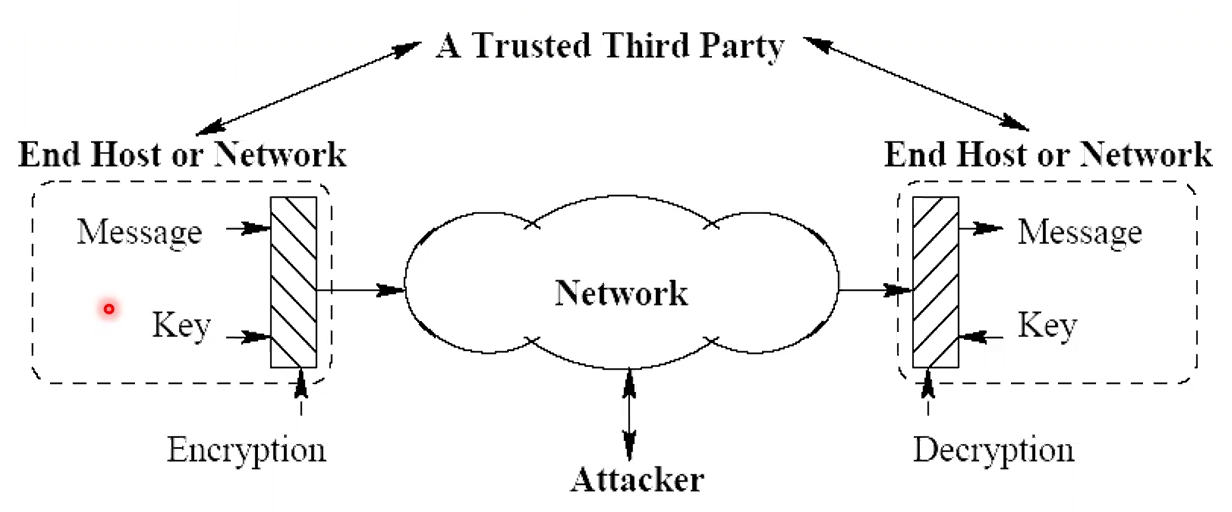 A Trusted Third Party
End Host or Network
End Host or Network
Message
Key
Encryption
Network
Attacker
Message
Key
Decryption